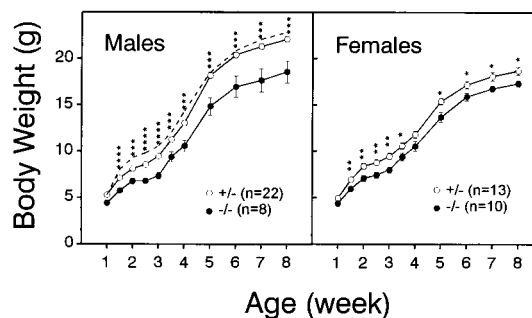 Males
Females
Body Weight (g)
20
15
10
5
0
+/- (n=22)
-/- (n=8)
+/- (n=13)
-/- (n=10)
1 2 3 4 5 6 7 8
1 2 3 4 5 6 7 8
Age (week)